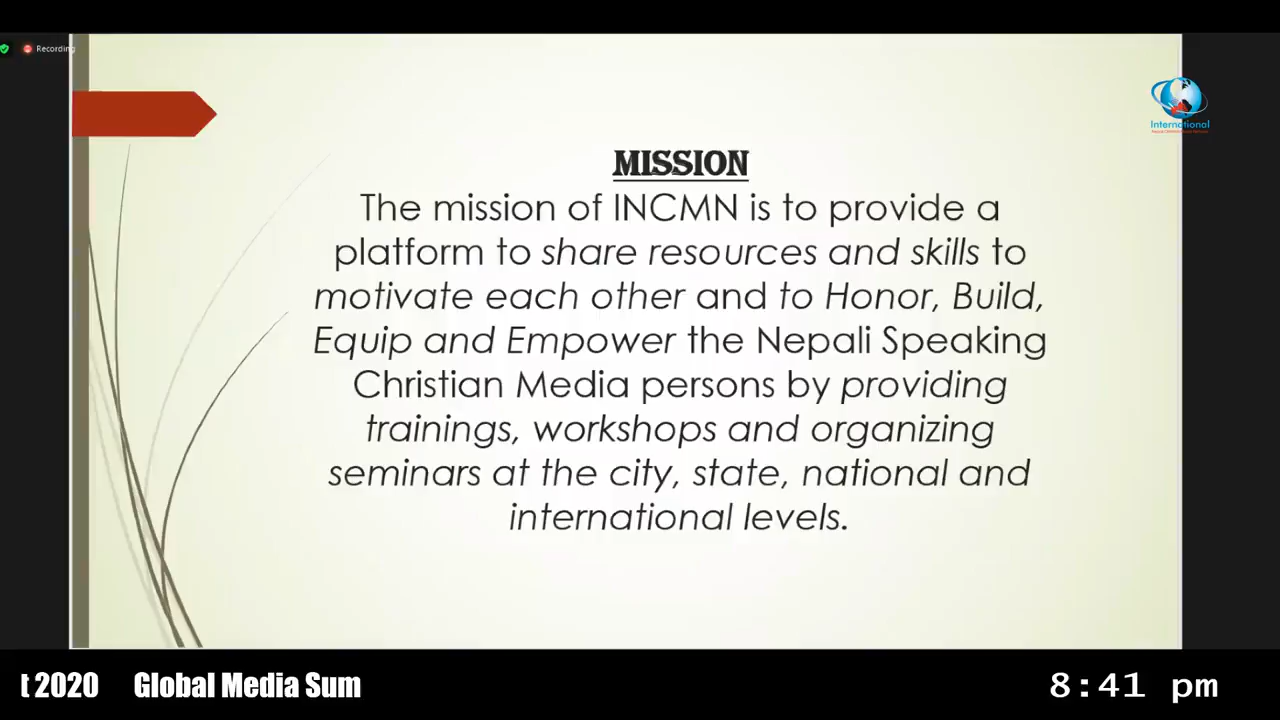 Recording
International
MISSION
The mission of INCMN is to provide a
platform to share resources and skills to
motivate each other and to Honor, Build,
Equip and Empower the Nepali Speaking
Christian Media persons by providing
trainings, workshops and organizing
seminars at the city, state, national and
international levels.
t 2020 Global Media Sum
8:41 pm